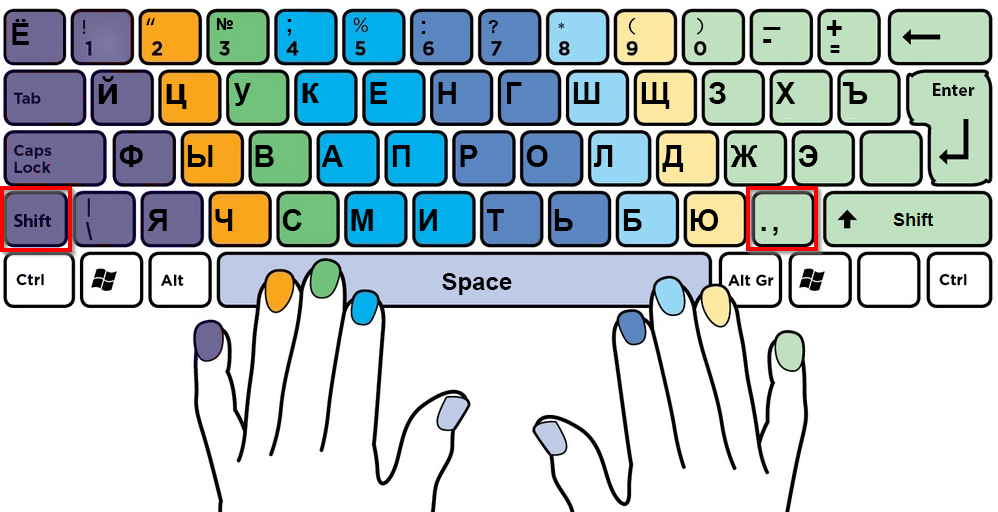 Ё ! 1 “ 2 № 3 ; 4 % 5 : 6 ? 7 * 8 ( 9 ) 0 — - + =
Tab Й Ц У К Е Н Г Ш Щ З Х Ъ Enter
Caps Lock Ф Ы В А П Р О Л Д Ж Э
Shift | \ Я Ч С М И Т Ь Б Ю . , Shift
Ctrl Alt Space Alt Gr Ctrl